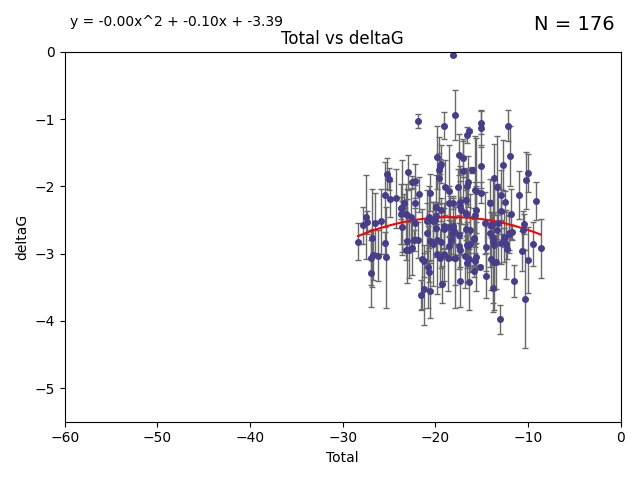 y = -0.00x^2 + -0.10x + -3.39
N = 176
Total vs deltaG
0
−1
−2
−3
−4
−5
deltaG
−60 −50 −40 −30 −20 −10 0
Total